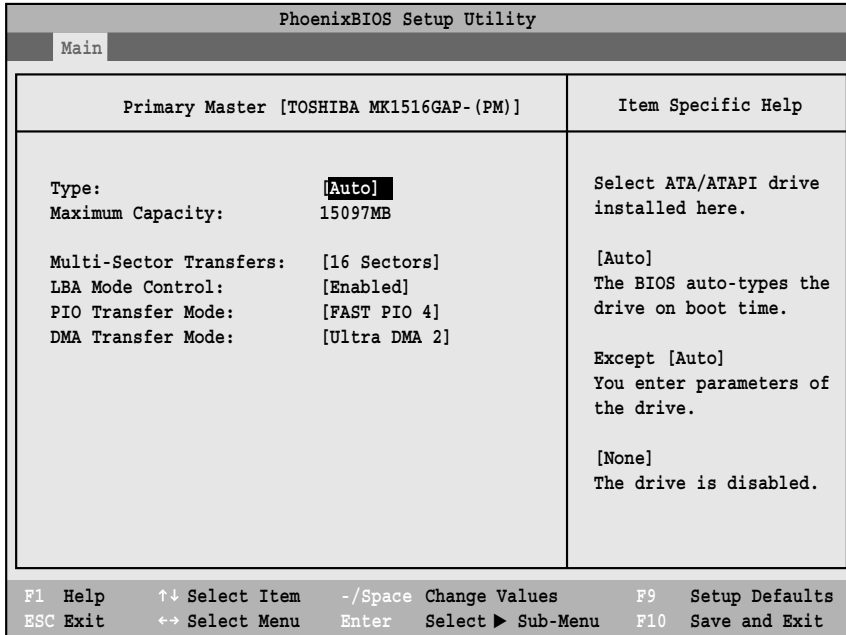 PhoenixBIOS Setup Utility
Main
Primary Master [TOSHIBA MK1516GAP-(PM)]
Item Specific Help
Type: [Auto]
Maximum Capacity: 15097MB
Multi-Sector Transfers: [16 Sectors]
LBA Mode Control: [Enabled]
PIO Transfer Mode: [FAST PIO 4]
DMA Transfer Mode: [Ultra DMA 2]
Select ATA/ATAPI drive
installed here.
[Auto]
The BIOS auto-types the
drive on boot time.
Except [Auto]
You enter parameters of
the drive.
[None]
The drive is disabled.
F1 Help ↑↓ Select Item -/Space Change Values F9 Setup Defaults
ESC Exit ←→ Select Menu Enter Select ▶ Sub-Menu F10 Save and Exit